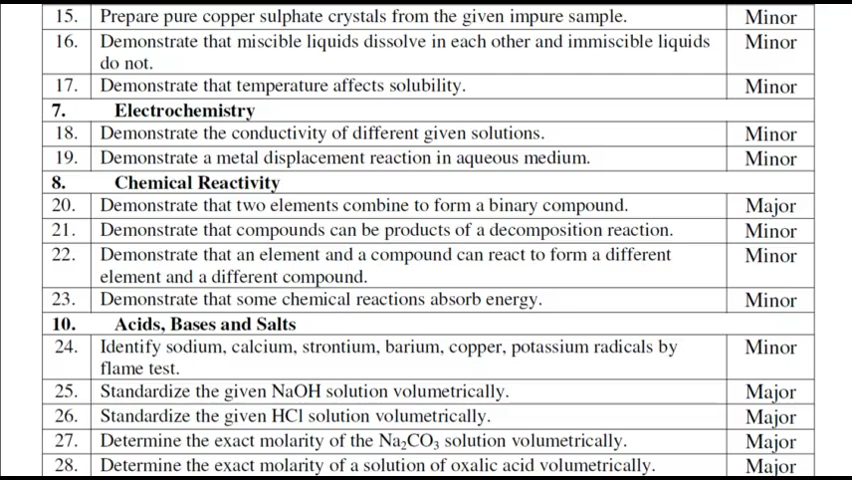 15. Prepare pure copper sulphate crystals from the given impure sample. Minor
16. Demonstrate that miscible liquids dissolve in each other and immiscible liquids Minor
do not.
17. Demonstrate that temperature affects solubility. Minor
7. Electrochemistry
18. Demonstrate the conductivity of different given solutions. Minor
19. Demonstrate a metal displacement reaction in aqueous medium. Minor
8. Chemical Reactivity
20. Demonstrate that two elements combine to form a binary compound. Major
21. Demonstrate that compounds can be products of a decomposition reaction. Minor
22. Demonstrate that an element and a compound can react to form a different Minor
element and a different compound.
23. Demonstrate that some chemical reactions absorb energy. Minor
10. Acids, Bases and Salts
24. Identify sodium, calcium, strontium, barium, copper, potassium radicals by Minor
flame test.
25. Standardize the given NaOH solution volumetrically. Major
26. Standardize the given HCl solution volumetrically. Major
27. Determine the exact molarity of the Na₂CO₃ solution volumetrically. Major
28. Determine the exact molarity of a solution of oxalic acid volumetrically. Major